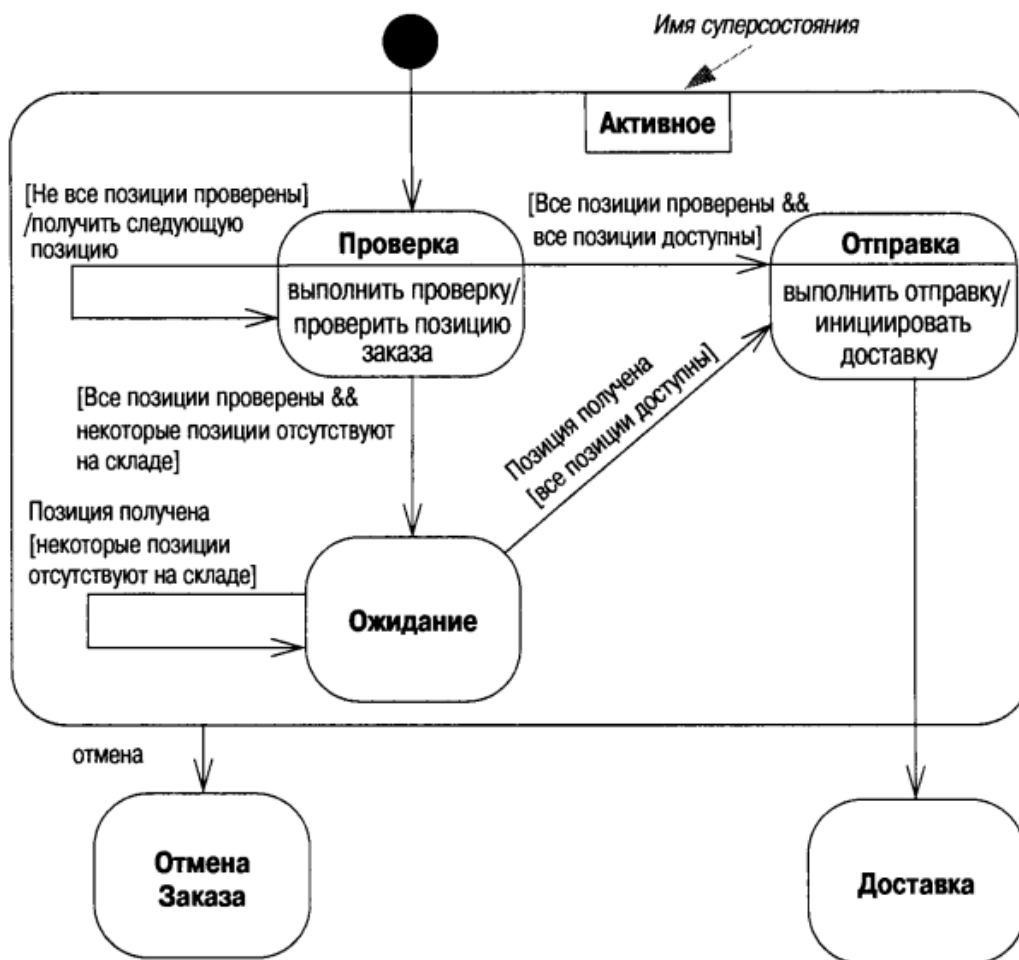 Имя суперсостояния
Активное
[Не все позиции проверены]
/получить следующую
позицию
[Все позиции проверены &&
все позиции доступны]
Проверка
выполнить проверку/
проверить позицию
заказа
Отправка
выполнить отправку/
инициировать
доставку
[Все позиции проверены &&
некоторые позиции отсутствуют
на складе]
Позиция получена
[все позиции доступны]
Позиция получена
[некоторые позиции
отсутствуют на складе]
Ожидание
отмена
Отмена
Заказа
Доставка